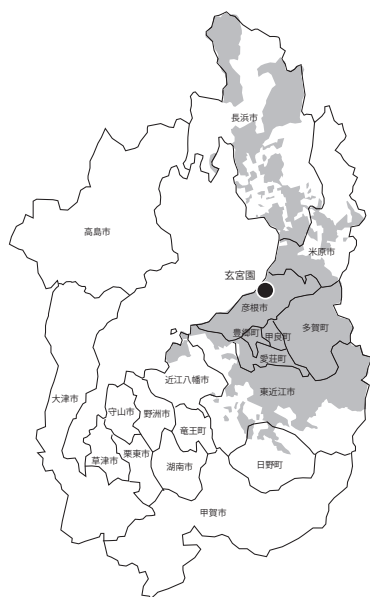 長浜市
高島市
米原市
玄宮園
彦根市
多賀町
豊郷町
甲良町
愛荘町
近江八幡市
東近江市
大津市
守山市
野洲市
竜王町
栗東市
草津市
湖南市
日野町
甲賀市